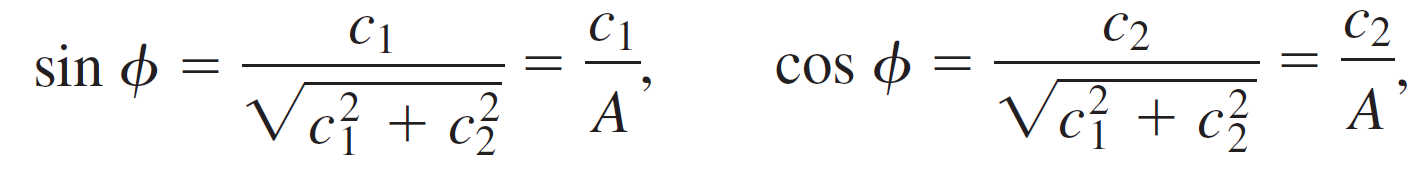 sin ϕ = c₁/√(c₁² + c₂²) = c₁/A, cos ϕ = c₂/√(c₁² + c₂²) = c₂/A,